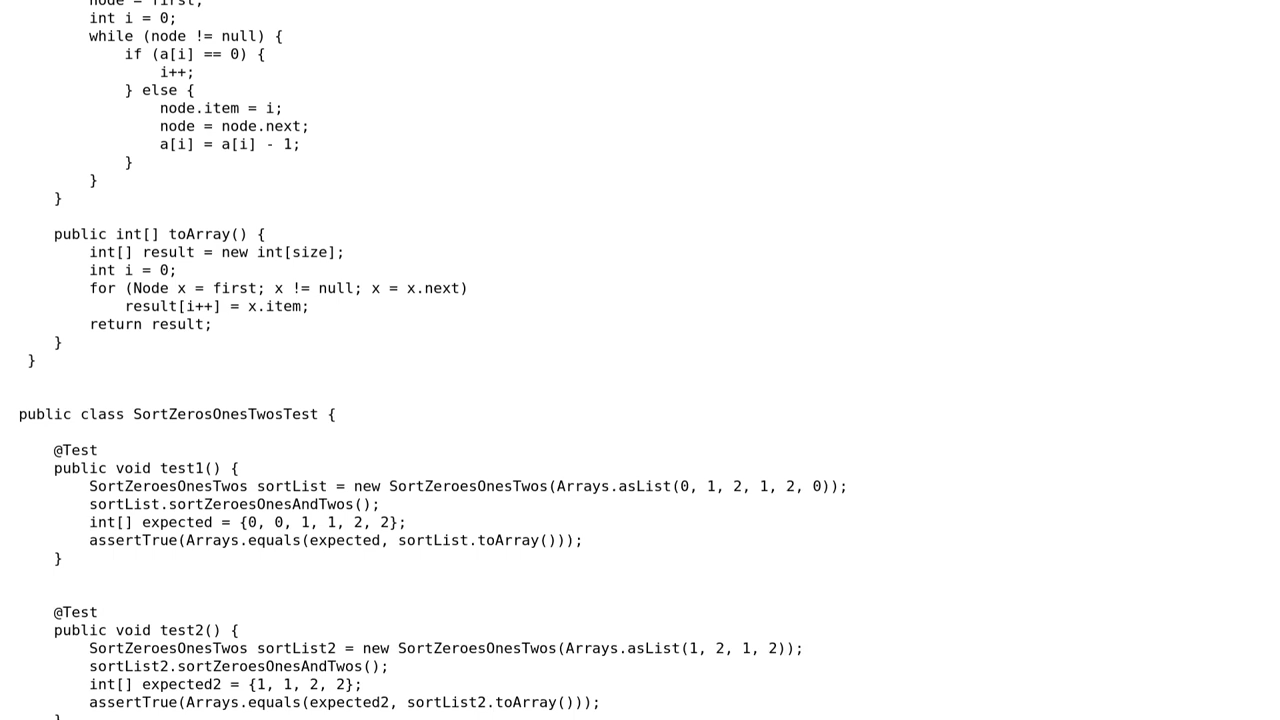 node = first;
int i = 0;
while (node != null) {
if (a[i] == 0) {
i++;
} else {
node.item = i;
node = node.next;
a[i] = a[i] - 1;
}
}
}
public int[] toArray() {
int[] result = new int[size];
int i = 0;
for (Node x = first; x != null; x = x.next)
result[i++] = x.item;
return result;
}
}
public class SortZerosOnesTwosTest {
@Test
public void test1() {
SortZeroesOnesTwos sortList = new SortZeroesOnesTwos(Arrays.asList(0, 1, 2, 1, 2, 0));
sortList.sortZeroesOnesAndTwos();
int[] expected = {0, 0, 1, 1, 2, 2};
assertTrue(Arrays.equals(expected, sortList.toArray()));
}
@Test
public void test2() {
SortZeroesOnesTwos sortList2 = new SortZeroesOnesTwos(Arrays.asList(1, 2, 1, 2));
sortList2.sortZeroesOnesAndTwos();
int[] expected2 = {1, 1, 2, 2};
assertTrue(Arrays.equals(expected2, sortList2.toArray()));
}